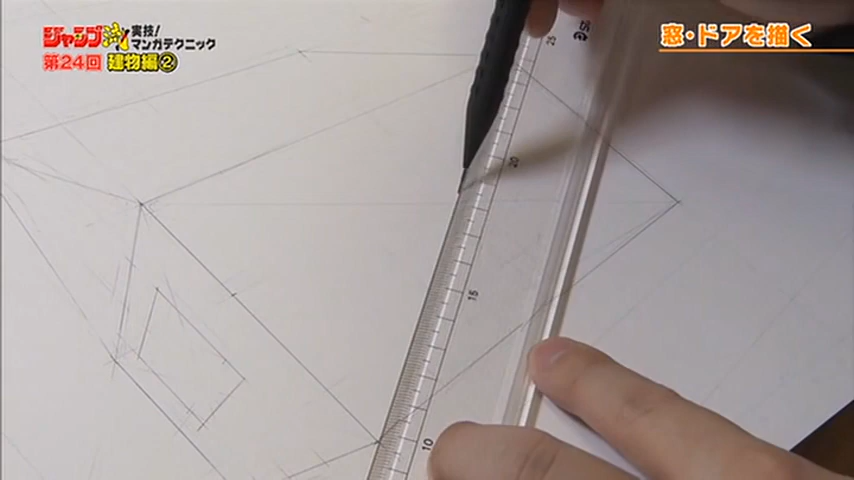 ジャンプ流! 実技!
マンガテクニック
第24回 建物編②
窓・ドアを描く
25
20
15
10